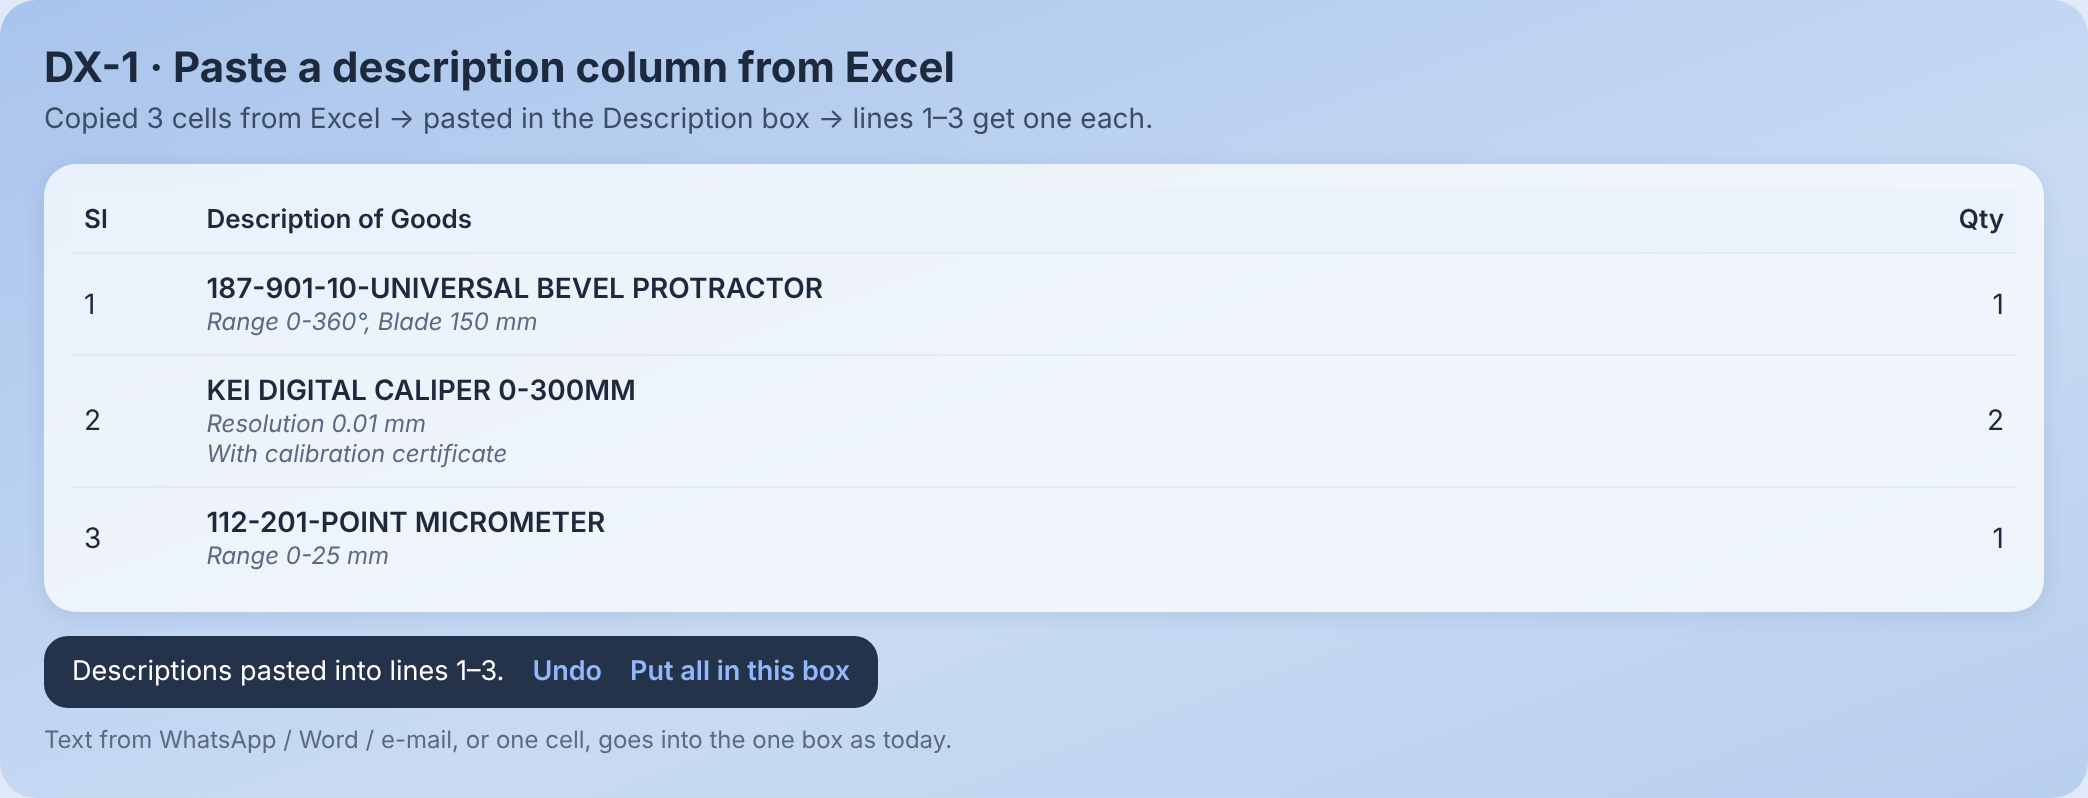 DX-1 · Paste a description column from Excel
Copied 3 cells from Excel → pasted in the Description box → lines 1–3 get one each.
Sl Description of Goods Qty
1 187-901-10-UNIVERSAL BEVEL PROTRACTOR 1
Range 0-360°, Blade 150 mm
2 KEI DIGITAL CALIPER 0-300MM 2
Resolution 0.01 mm
With calibration certificate
3 112-201-POINT MICROMETER 1
Range 0-25 mm
Descriptions pasted into lines 1–3. Undo Put all in this box
Text from WhatsApp / Word / e-mail, or one cell, goes into the one box as today.